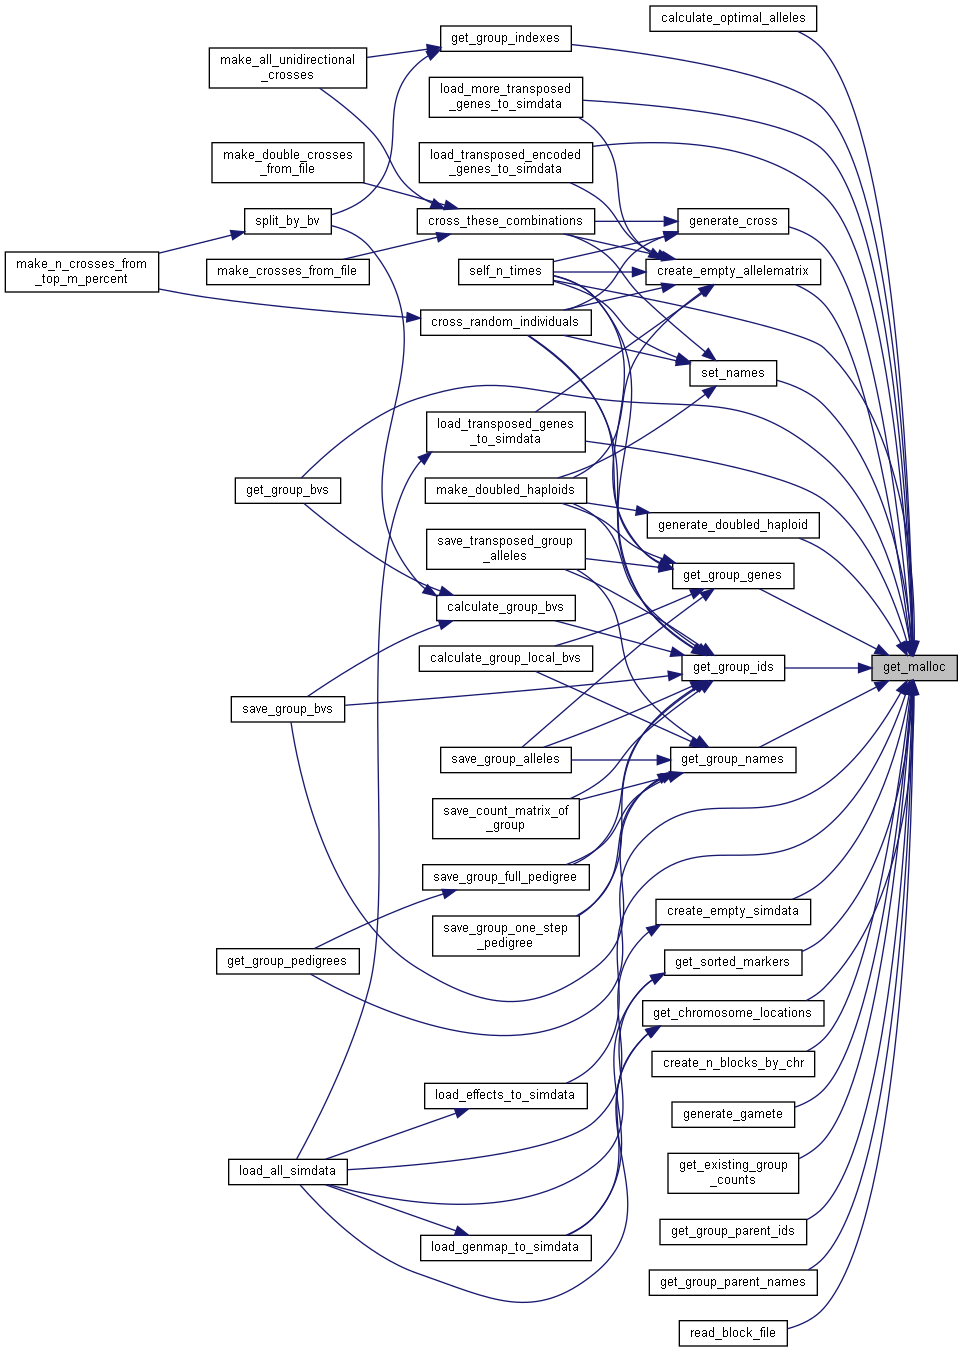 calculate_optimal_alleles
get_group_indexes
make_all_unidirectional
_crosses
load_more_transposed
_genes_to_simdata
make_double_crosses
_from_file
load_transposed_encoded
_genes_to_simdata
split_by_bv
cross_these_combinations
generate_cross
make_n_crosses_from
_top_m_percent
make_crosses_from_file
self_n_times
create_empty_allelematrix
cross_random_individuals
set_names
load_transposed_genes
_to_simdata
get_group_bvs
make_doubled_haploids
generate_doubled_haploid
save_transposed_group
_alleles
get_group_genes
calculate_group_bvs
calculate_group_local_bvs
get_group_ids
get_malloc
save_group_bvs
save_group_alleles
get_group_names
save_count_matrix_of
_group
save_group_full_pedigree
create_empty_simdata
save_group_one_step
_pedigree
get_group_pedigrees
get_sorted_markers
get_chromosome_locations
create_n_blocks_by_chr
load_effects_to_simdata
generate_gamete
load_all_simdata
get_existing_group
_counts
get_group_parent_ids
load_genmap_to_simdata
get_group_parent_names
read_block_file